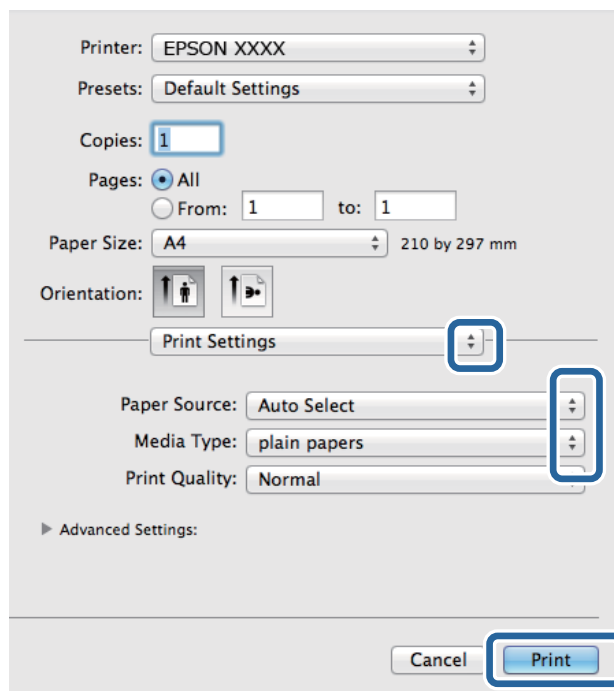 Printer: EPSON XXXX
Presets: Default Settings
Copies: 1
Pages: All
From: 1 to: 1
Paper Size: A4 210 by 297 mm
Orientation:
Print Settings
Paper Source: Auto Select
Media Type: plain papers
Print Quality: Normal
Advanced Settings:
Cancel Print